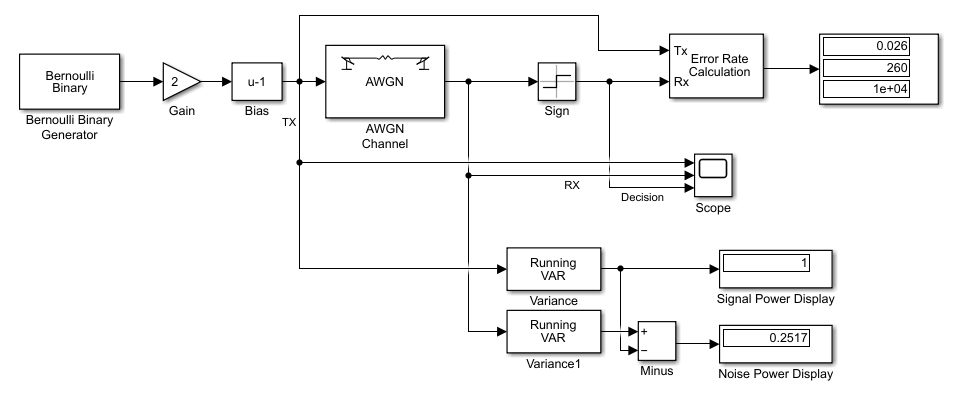 Bernoulli
Binary
Bernoulli Binary
Generator
2
Gain
u-1
Bias
TX
AWGN
AWGN
Channel
Sign
Tx
Rx
Error Rate
Calculation
0.026
260
1e+04
RX
Decision
Scope
Running
VAR
Variance
1
Signal Power Display
Running
VAR
Variance1
+
−
Minus
0.2517
Noise Power Display